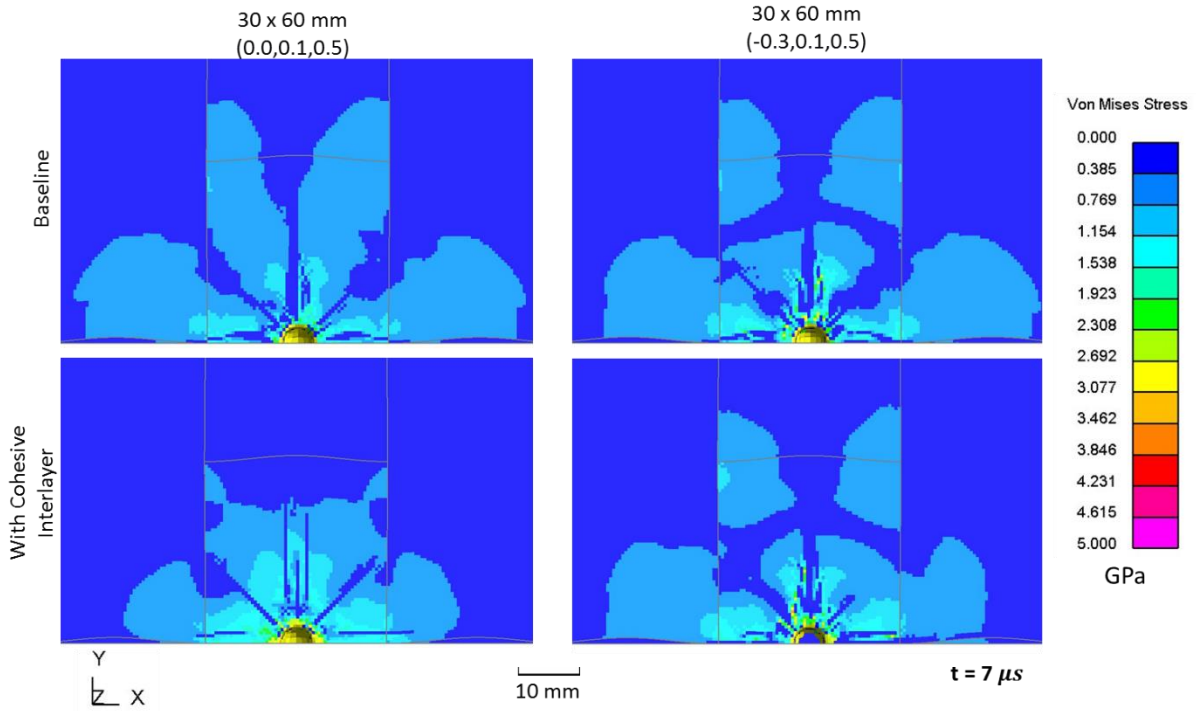 30 x 60 mm
(0.0,0.1,0.5)
30 x 60 mm
(-0.3,0.1,0.5)
Baseline
With Cohesive
Interlayer
Von Mises Stress
0.000
0.385
0.769
1.154
1.538
1.923
2.308
2.692
3.077
3.462
3.846
4.231
4.615
5.000
GPa
Y
Z X
10 mm
t = 7 μs